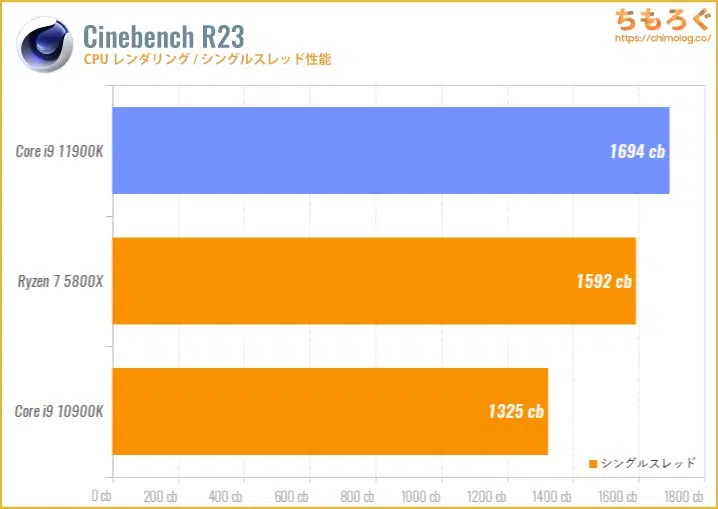 Cinebench R23
CPU レンダリング / シングルスレッド性能
ちもろぐ
https://chimolog.co/
Core i9 11900K
1694 cb
Ryzen 7 5800X
1592 cb
Core i9 10900K
1325 cb
シングルスレッド
0 cb 200 cb 400 cb 600 cb 800 cb 1000 cb 1200 cb 1400 cb 1600 cb 1800 cb